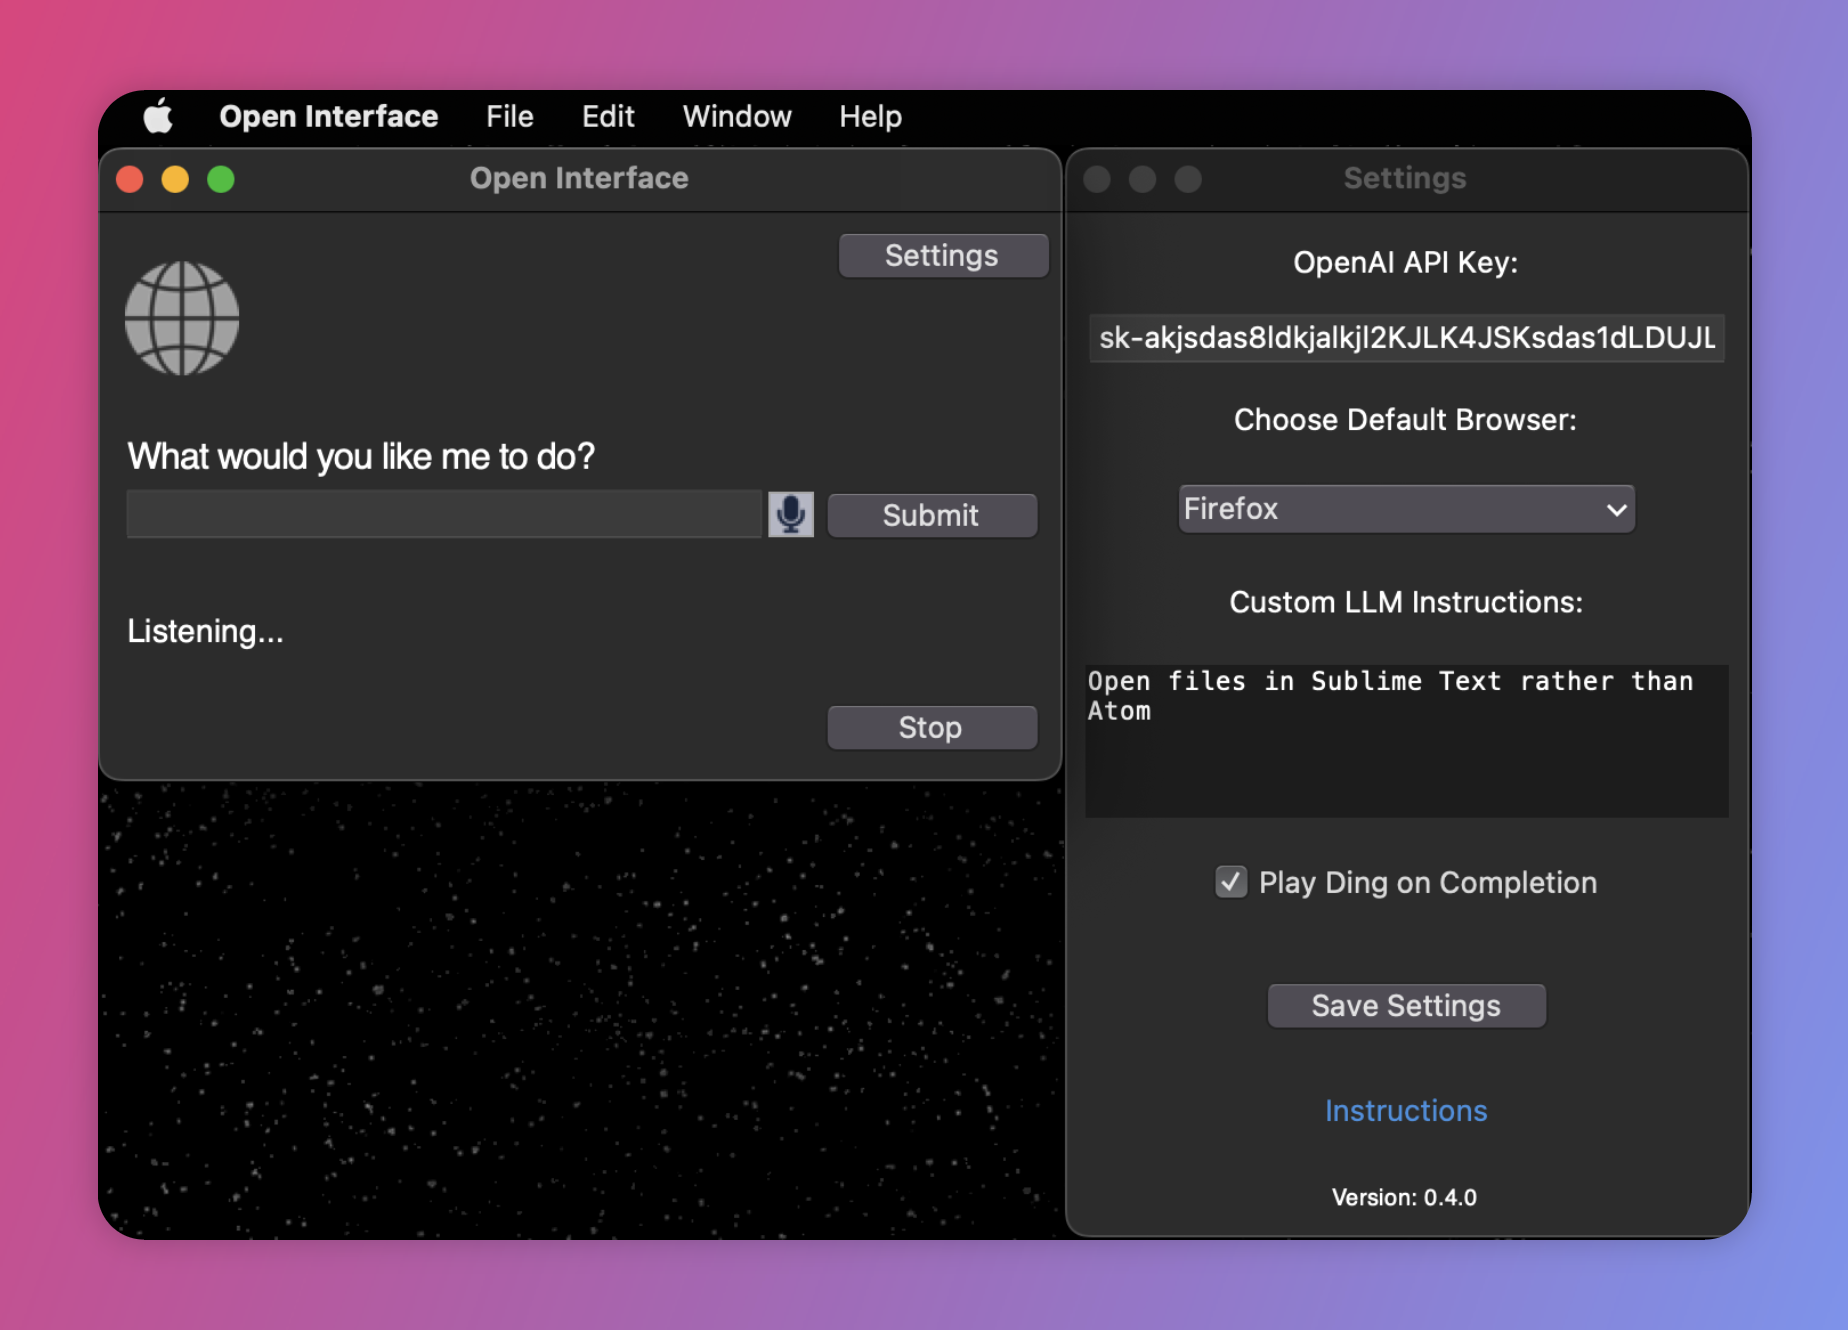 Open Interface File Edit Window Help
Open Interface
Settings
What would you like me to do?
Submit
Listening...
Stop
Settings
OpenAI API Key:
sk-akjsdas8ldkjalkjl2KJLK4JSKsdas1dLDUJL
Choose Default Browser:
Firefox
Custom LLM Instructions:
Open files in Sublime Text rather than
Atom
Play Ding on Completion
Save Settings
Instructions
Version: 0.4.0